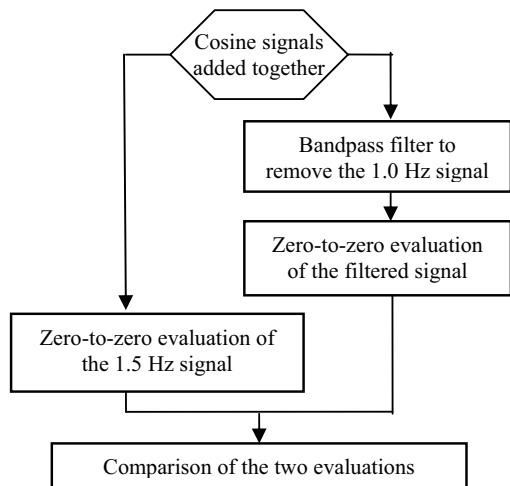 Cosine signals
added together
Bandpass filter to
remove the 1.0 Hz signal
Zero-to-zero evaluation
of the filtered signal
Zero-to-zero evaluation of
the 1.5 Hz signal
Comparison of the two evaluations